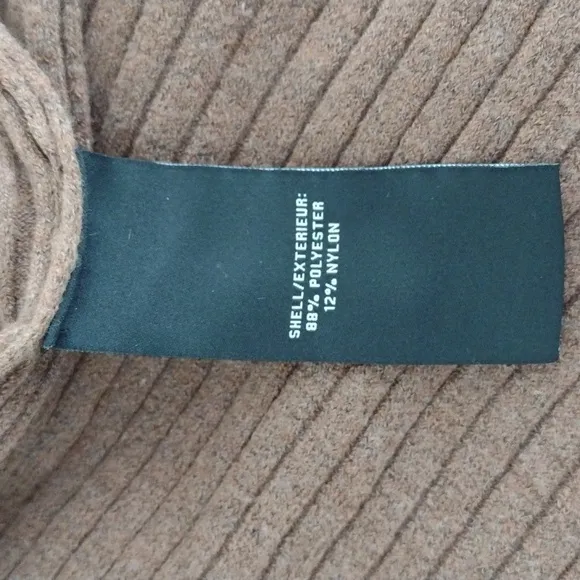 SHELL/EXTERIEUR:
88% POLYESTER
12% NYLON